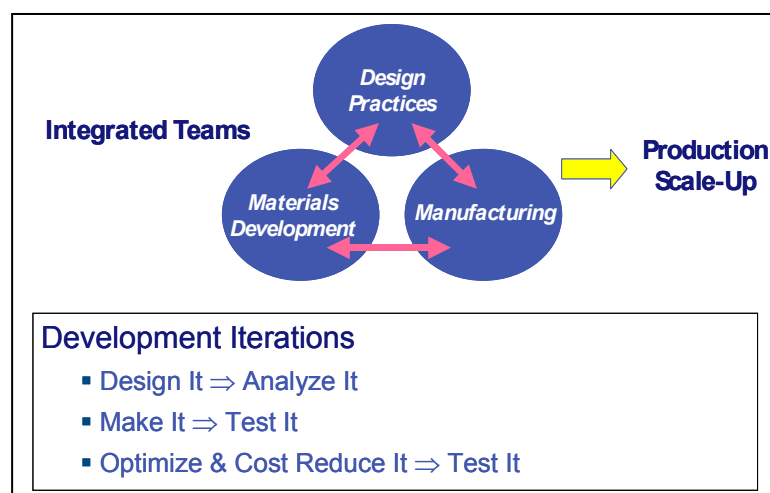 Design
Practices
Integrated Teams
Production
Scale-Up
Materials
Development
Manufacturing
Development Iterations
▪ Design It ⇒ Analyze It
▪ Make It ⇒ Test It
▪ Optimize & Cost Reduce It ⇒ Test It